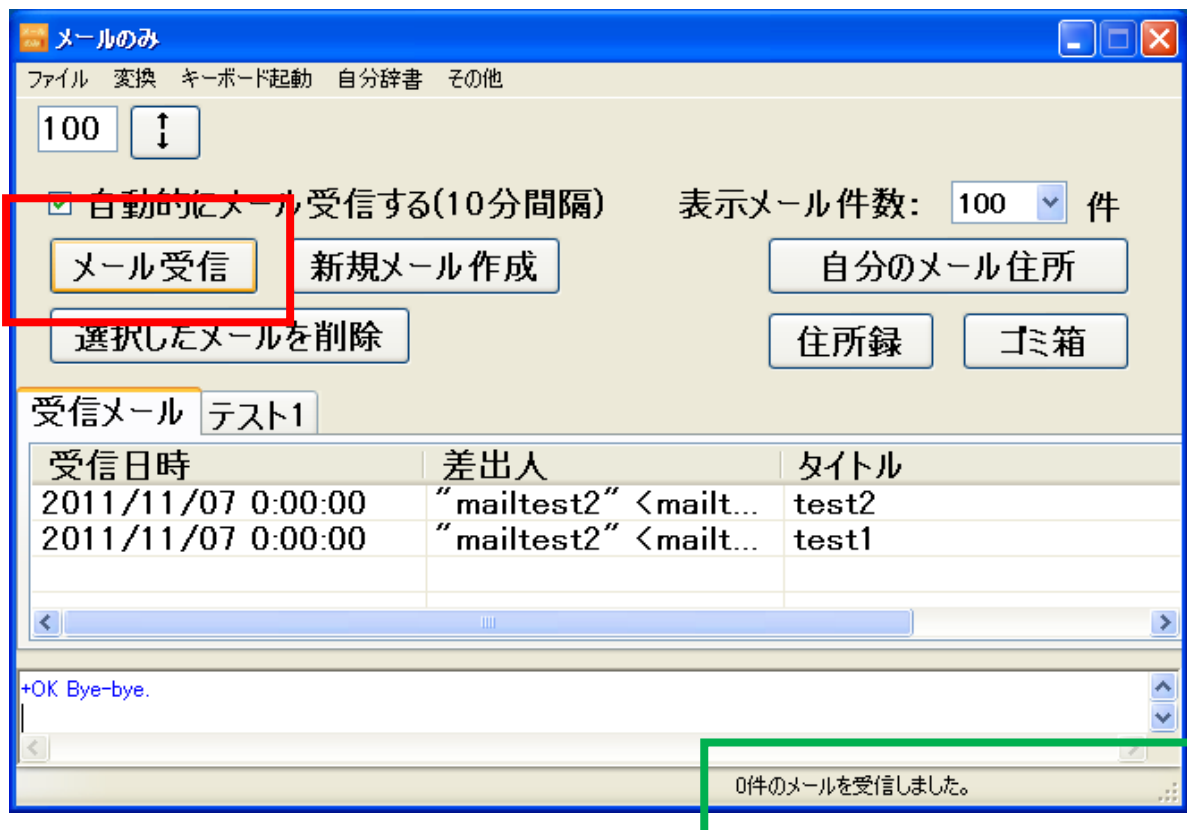 メールのみ
ファイル 変換 キーボード起動 自分辞書 その他
100
自動的にメール受信する(10分間隔) 表示メール件数: 100 件
メール受信 新規メール作成 自分のメール住所
選択したメールを削除 住所録 ゴミ箱
受信メール テスト1
受信日時 差出人 タイトル
2011/11/07 0:00:00 "mailtest2" <mailt... test2
2011/11/07 0:00:00 "mailtest2" <mailt... test1
+OK Bye-bye.
0件のメールを受信しました。